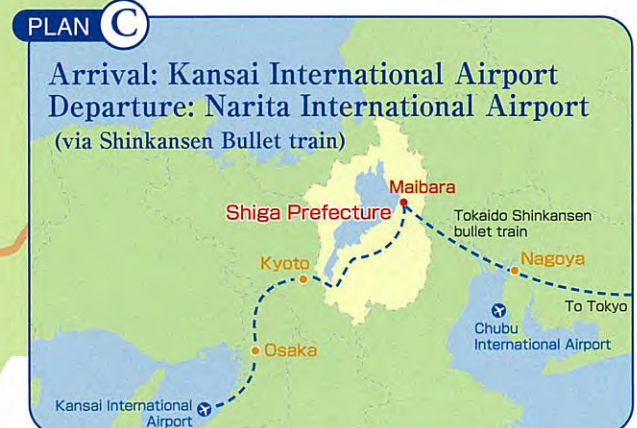 PLAN C
Arrival: Kansai International Airport
Departure: Narita International Airport
(via Shinkansen Bullet train)
Maibara
Shiga Prefecture
Tokaido Shinkansen
bullet train
Kyoto
Nagoya
To Tokyo
Chubu
International Airport
Osaka
Kansai International
Airport